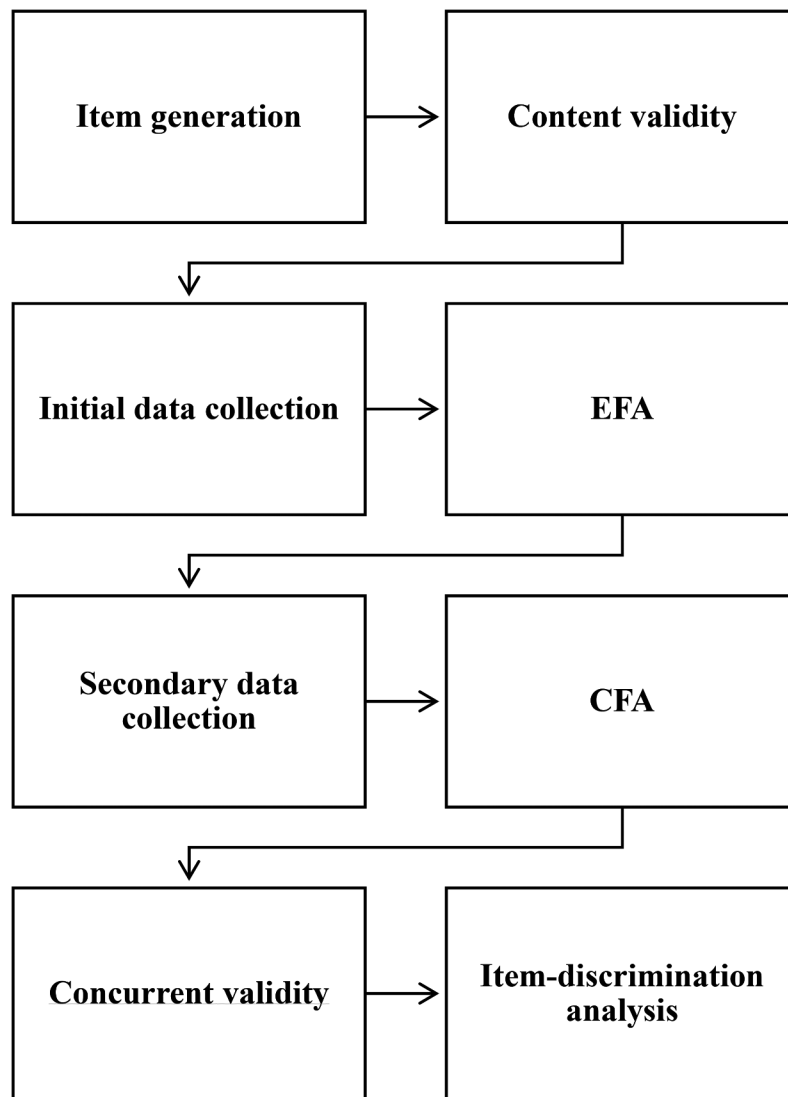 Item generation
Content validity
Initial data collection
EFA
Secondary data
collection
CFA
Concurrent validity
Item-discrimination
analysis